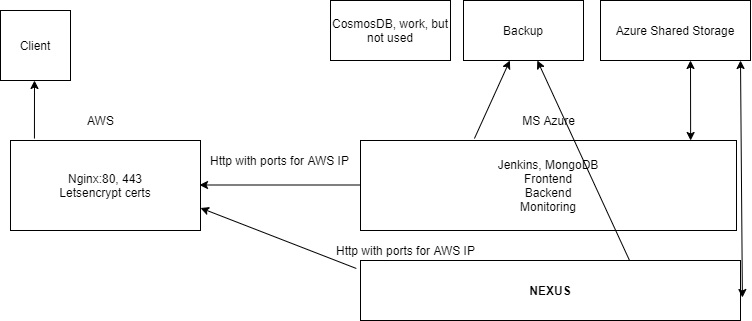 CosmosDB, work, but
not used
Backup
Azure Shared Storage
Client
AWS
MS Azure
Nginx:80, 443
Letsencrypt certs
Http with ports for AWS IP
Jenkins, MongoDB
Frontend
Backend
Monitoring
Http with ports for AWS IP
NEXUS